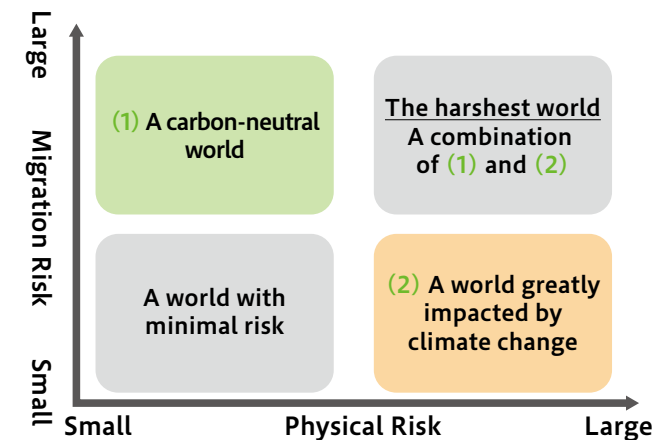 Large
Migration Risk
Small
(1) A carbon-neutral
world
The harshest world
A combination
of (1) and (2)
A world with
minimal risk
(2) A world greatly
impacted by
climate change
Small
Physical Risk
Large